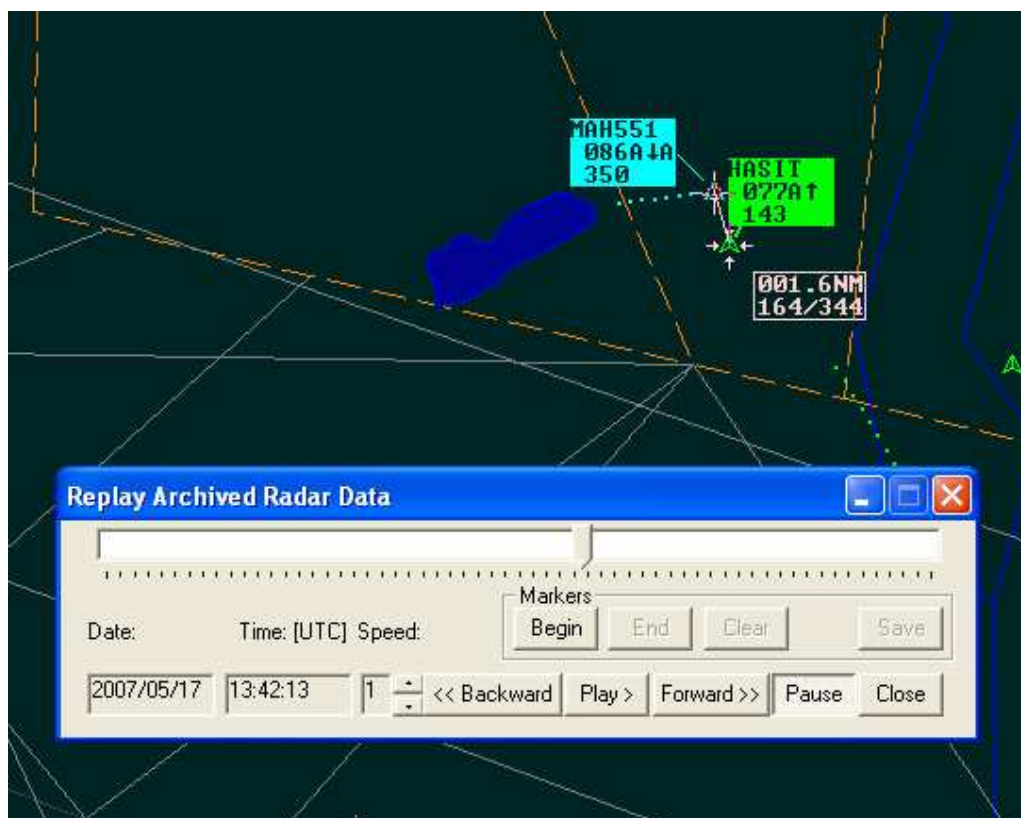 MAH551
086A↓A
350
HASIT
077A↑
143
001.6NM
164/344
Replay Archived Radar Data
Markers
Date: Time: [UTC] Speed: Begin End Clear Save
2007/05/17 13:42:13 1 << Backward Play > Forward >> Pause Close